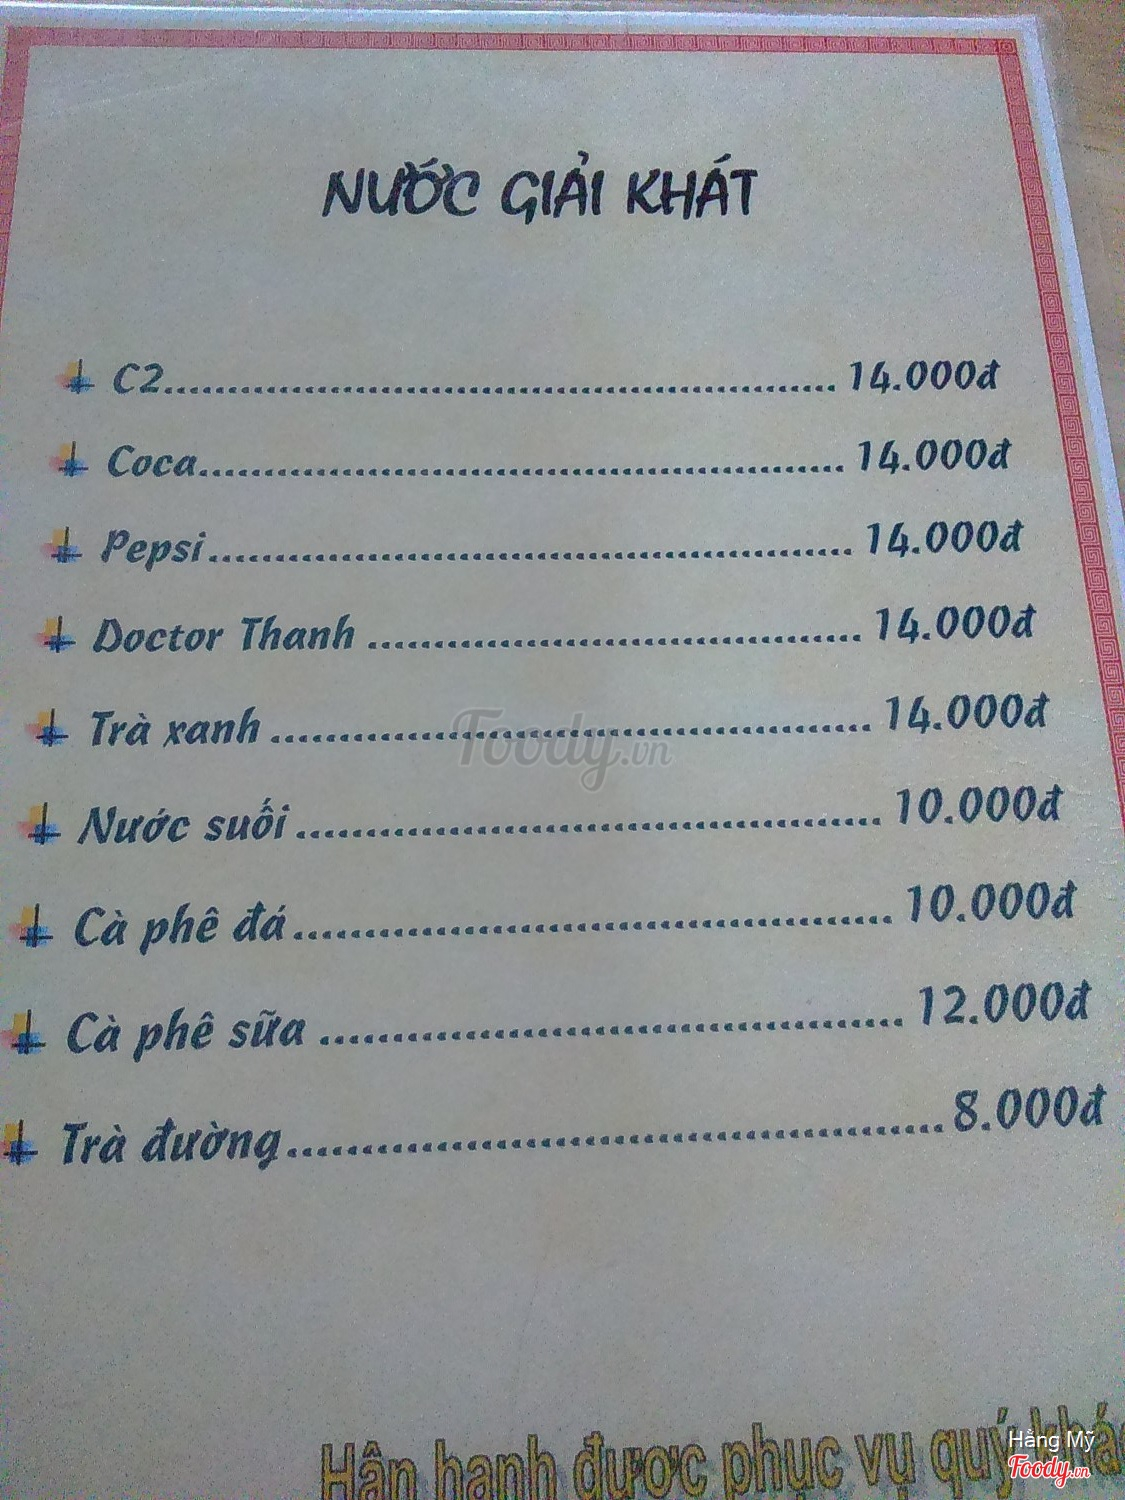 NƯỚC GIẢI KHÁT
C2........ 14.000đ
Coca........ 14.000đ
Pepsi........ 14.000đ
Doctor Thanh ........ 14.000đ
Trà xanh ........ 14.000đ
Foody.vn
Nước suối ........ 10.000đ
Cà phê đá........ 10.000đ
Cà phê sữa ........ 12.000đ
Trà đường........ 8.000đ
Hân hạnh được phục vụ quý
Hằng Mỹ
Foody.vn